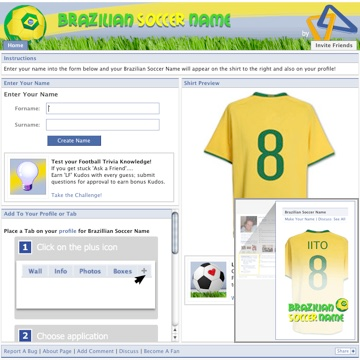 BRAZILIAN SOCCER NAME
by
Home
Invite Friends
Instructions
Enter your name into the form below and your Brazilian Soccer Name will appear on the shirt to the right and also on your profile!
Enter Your Name
Shirt Preview
Enter Your Name
Forname:
Surname:
Create Name
8
Test your Football Trivia Knowledge!
If you get stuck 'Ask a Friend'....
Earn 'Lil' Kudos with every guess; submit
questions for approval to earn bonus Kudos.
Take the Challenge!
Add To Your Profile or Tab
Place a Tab on your profile for Brazilian Soccer Name
1 Click on the plus icon
Wall Info Photos Boxes +
2 Choose application
Brazilian Soccer Name
Make Your Name | Discuss, See All
IITO
8
BRAZILIAN
SOCCER NAME
Report A Bug | About Page | Add Comment | Discuss | Become A Fan
Share +